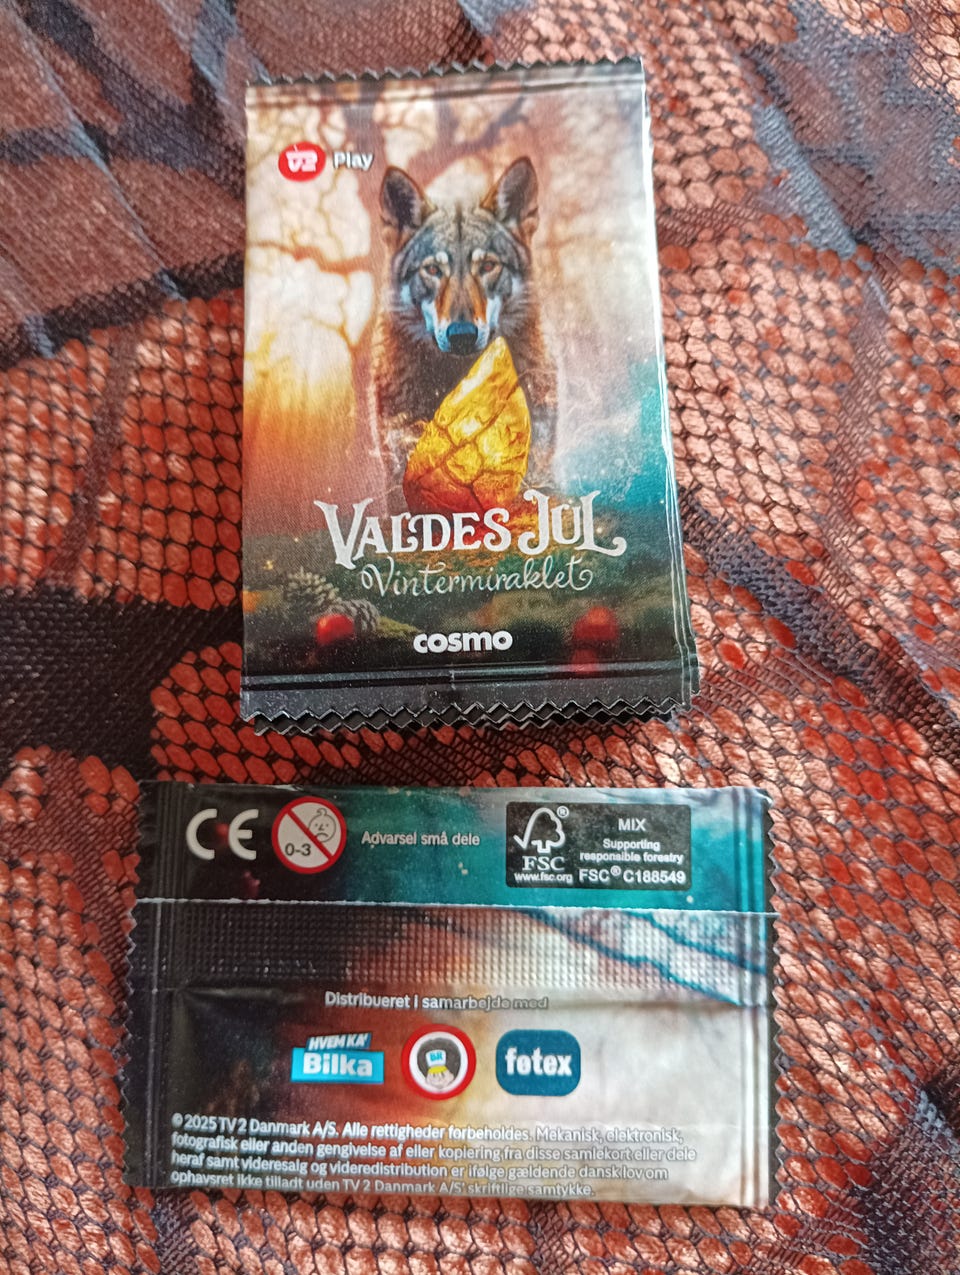 TV2 Play
VALDES JUL
Vintermiraklet
cosmo
CE
0-3
Advarsel små dele
FSC®
www.fsc.org
MIX
Supporting
responsible forestry
FSC® C188549
Distribueret i samarbejde med
HVEM KA'
Bilka
BR
føtex
© 2025 TV 2 Danmark A/S. Alle rettigheder forbeholdes. Mekanisk, elektronisk,
fotografisk eller anden gengivelse af eller kopiering fra disse samlekort eller dele
heraf samt videresalg og videredistribution er ifølge gældende dansk lov om
ophavsret ikke tilladt uden TV 2 Danmark A/S' skriftlige samtykke.